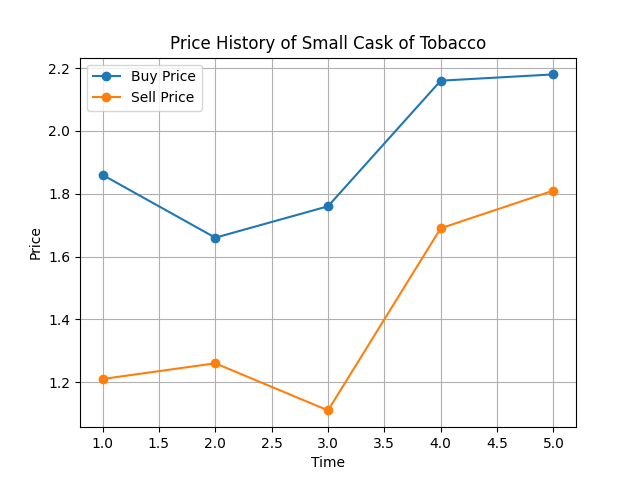 Price History of Small Cask of Tobacco
Buy Price
Sell Price
2.2
2.0
1.8
1.6
1.4
1.2
Price
1.0 1.5 2.0 2.5 3.0 3.5 4.0 4.5 5.0
Time